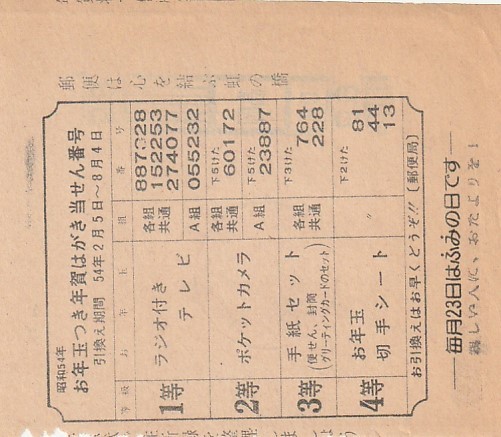 郵便は心を結ぶ虹の橋
昭和54年
お年玉つき年賀はがき当せん番号
引換え期間 54年2月5日〜8月4日
等級 お年玉 組 番号
1等 ラジオ付きテレビ 各組共通 887328
152253
274077
A組 055232
2等 ポケットカメラ 各組共通 下5けた 60172
A組 下5けた 23887
3等 手紙セット 各組共通 下3けた 764
(便せん、封筒 228
グリーティングカードのセット)
4等 お年玉 〃 下2けた 81
切手シート 44
13
お引換えはお早くどうぞ!! 〔郵便局〕
―毎月23日はふみの日です―
親しい人に、おたよりを!